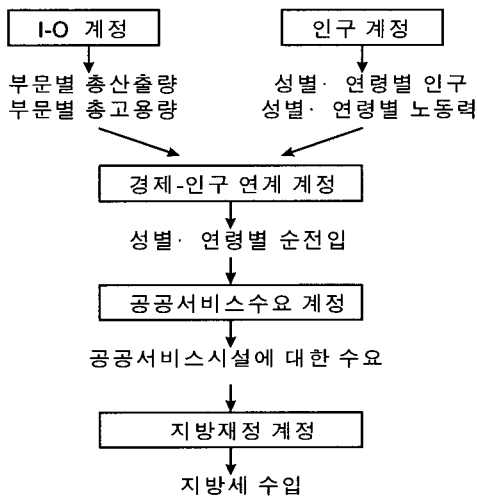 I-O 계정
인구 계정
부문별 총산출량
부문별 총고용량
성별· 연령별 인구
성별· 연령별 노동력
경제-인구 연계 계정
성별· 연령별 순전입
공공서비스수요 계정
공공서비스시설에 대한 수요
지방재정 계정
지방세 수입